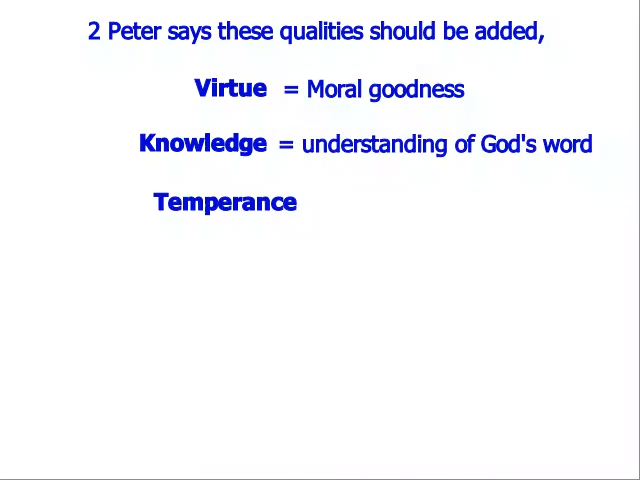 2 Peter says these qualities should be added,
Virtue = Moral goodness
Knowledge = understanding of God's word
Temperance